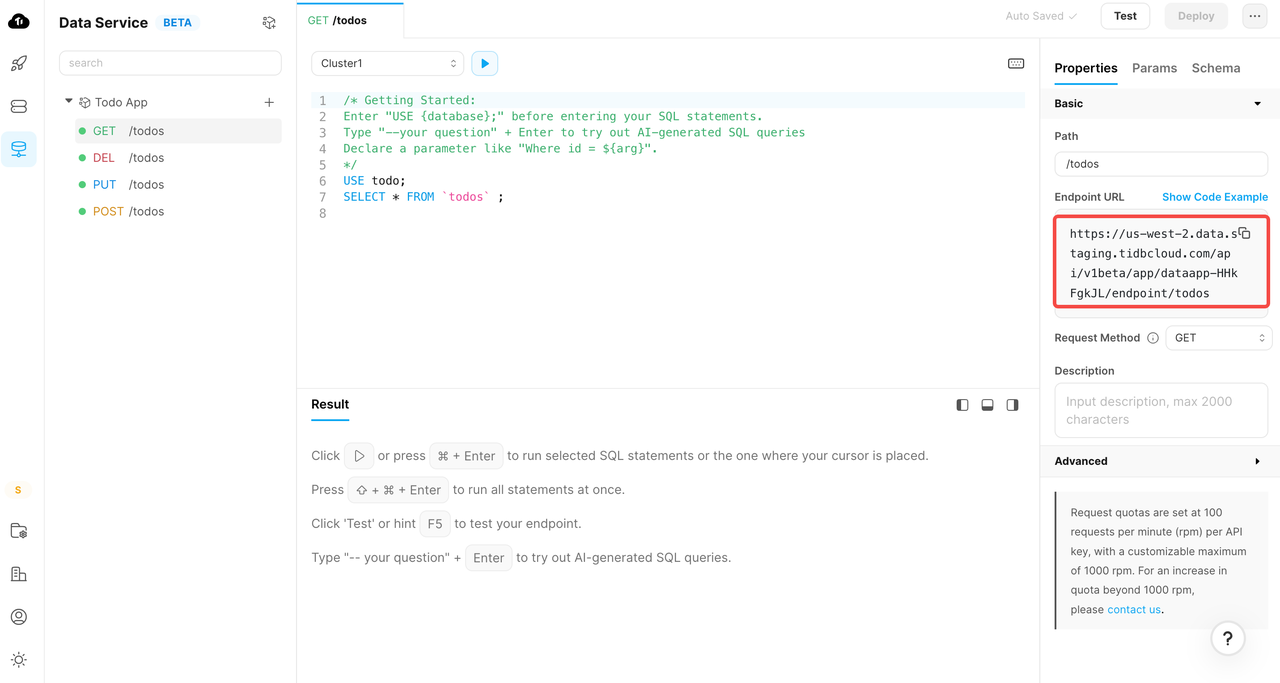 Data Service BETA
search
Todo App
GET /todos
DEL /todos
PUT /todos
POST /todos
S
GET /todos
Auto Saved
Test
Deploy
Cluster1
1 /* Getting Started:
2 Enter "USE {database};" before entering your SQL statements.
3 Type "--your question" + Enter to try out AI-generated SQL queries
4 Declare a parameter like "Where id = ${arg}".
5 */
6 USE todo;
7 SELECT * FROM `todos` ;
8
Result
Click or press ⌘ + Enter to run selected SQL statements or the one where your cursor is placed.
Press ⇧ + ⌘ + Enter to run all statements at once.
Click 'Test' or hint F5 to test your endpoint.
Type "-- your question" + Enter to try out AI-generated SQL queries.
Properties Params Schema
Basic
Path
/todos
Endpoint URL Show Code Example
https://us-west-2.data.s
taging.tidbcloud.com/ap
i/v1beta/app/dataapp-HHk
FgkJL/endpoint/todos
Request Method GET
Description
Input description, max 2000
characters
Advanced
Request quotas are set at 100
requests per minute (rpm) per API
key, with a customizable maximum
of 1000 rpm. For an increase in
quota beyond 1000 rpm,
please contact us.
?